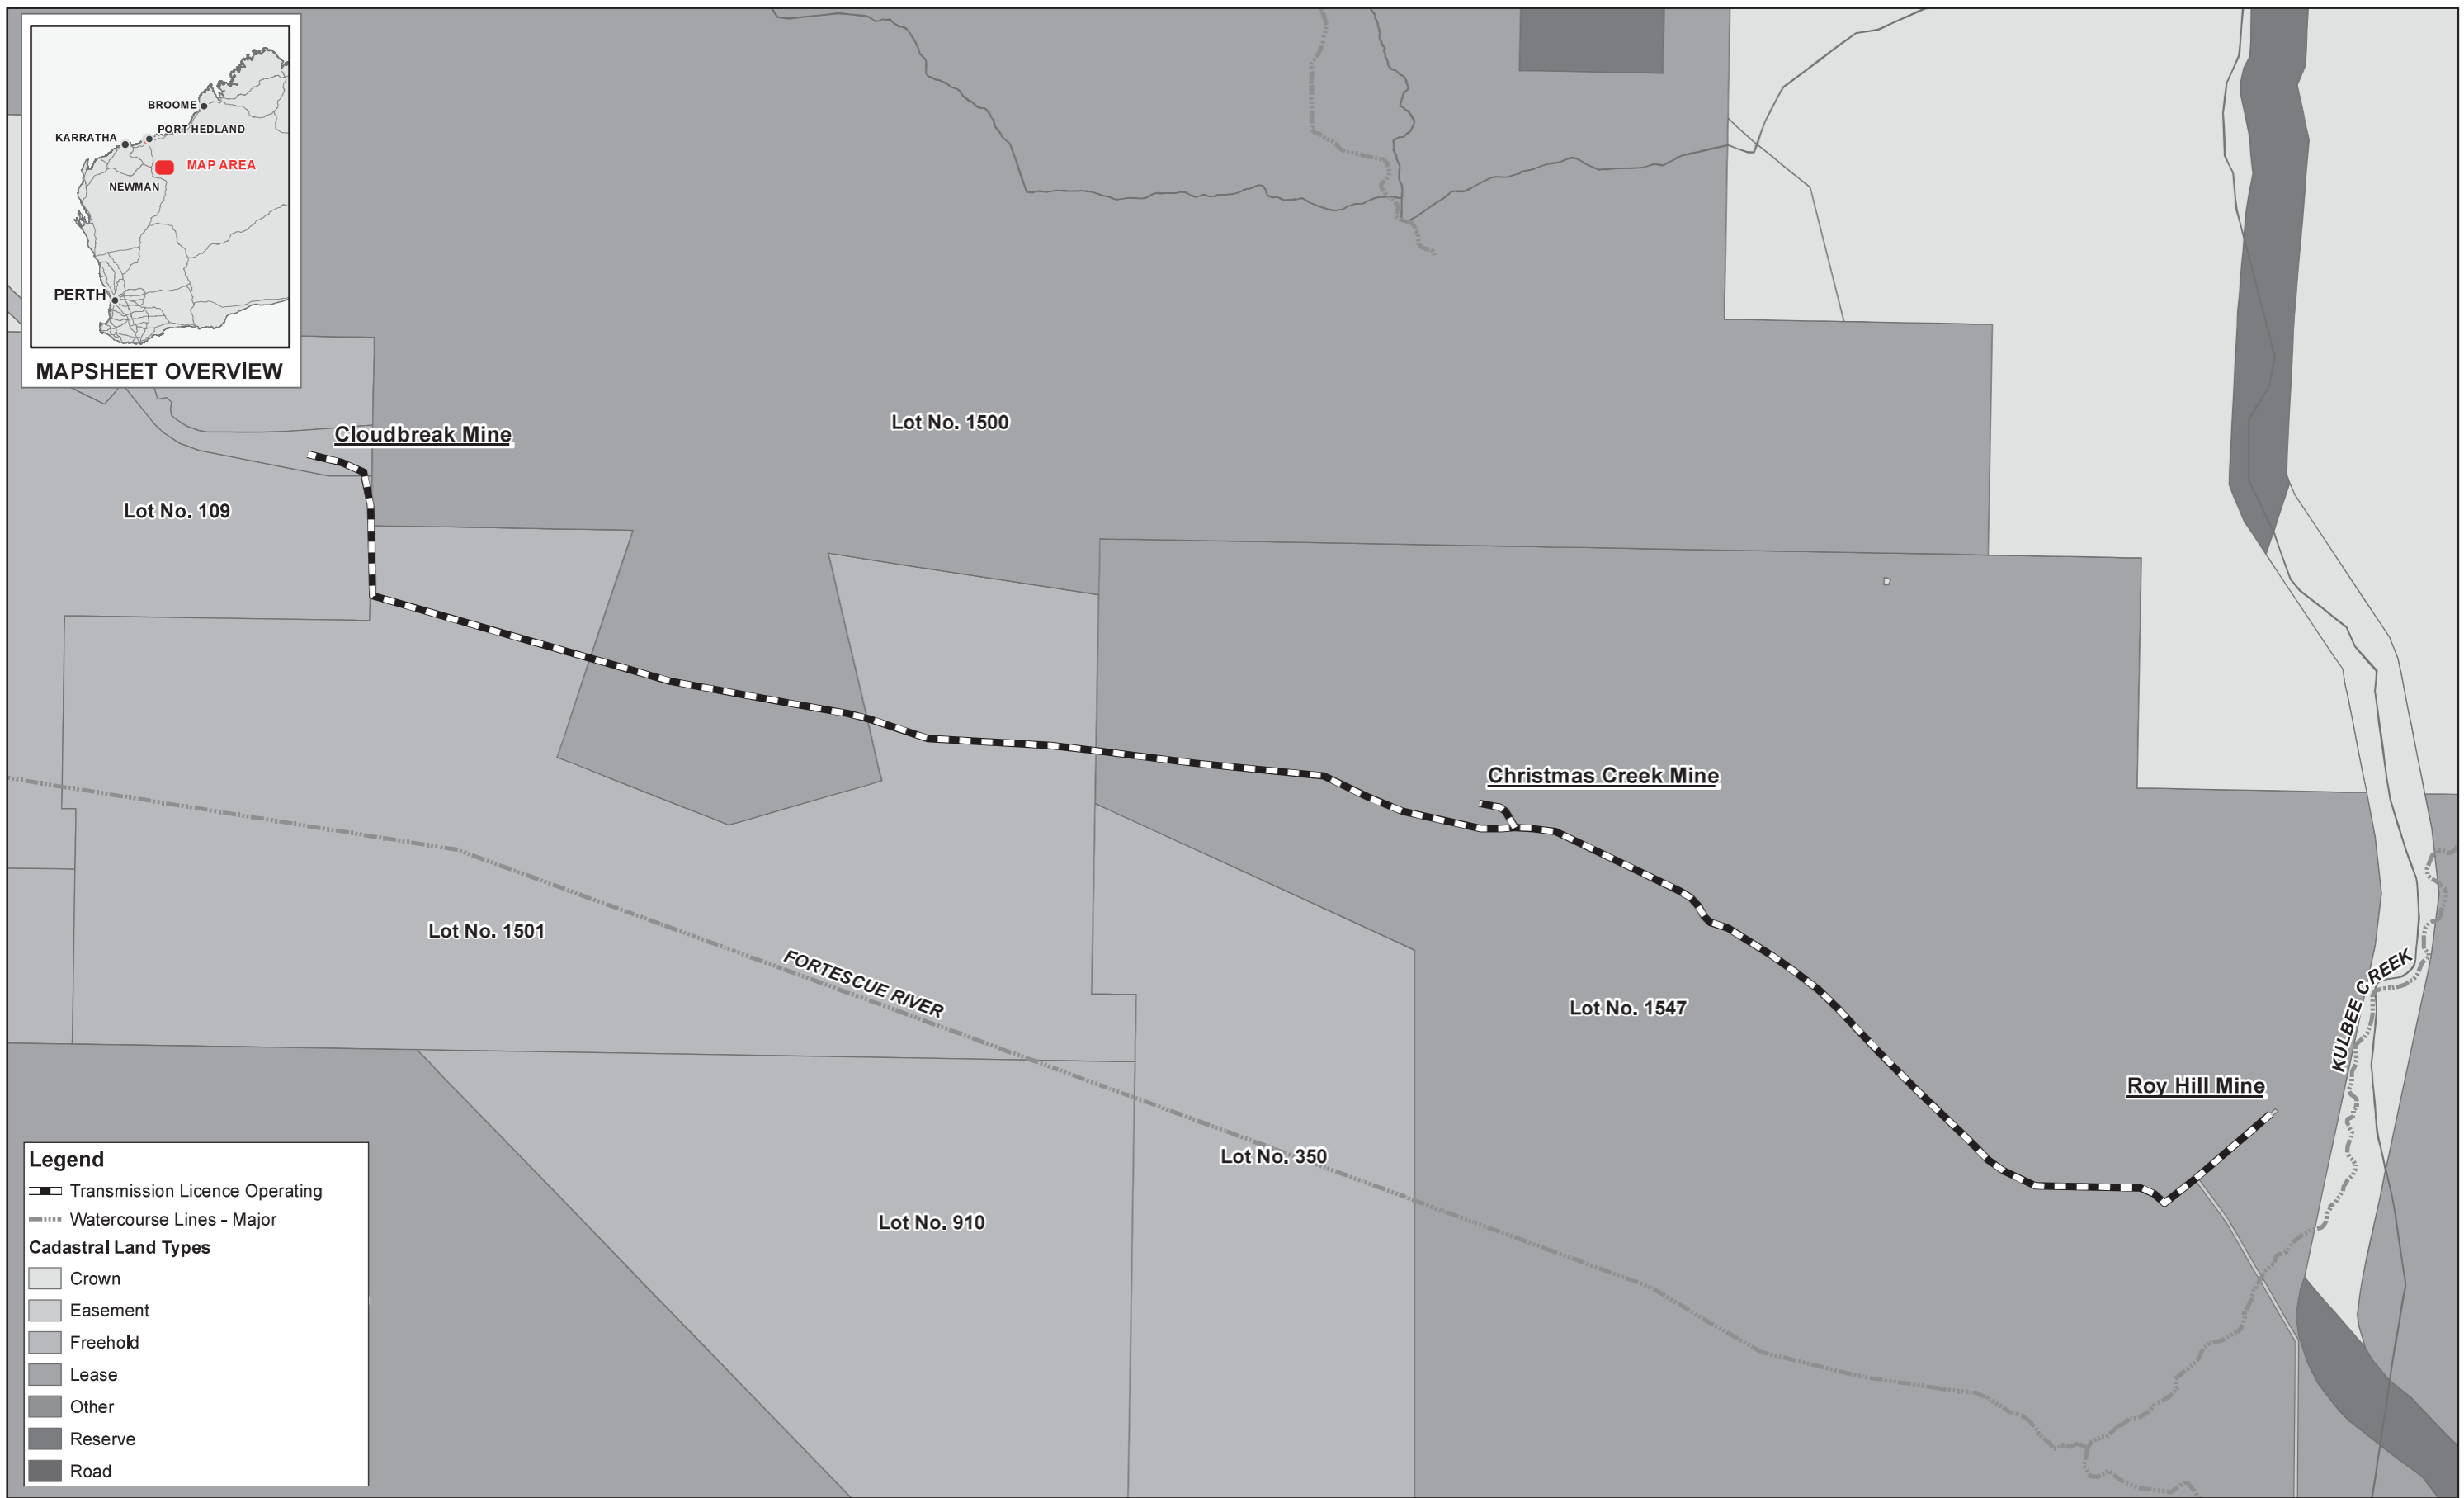 BROOME
PORT HEDLAND
KARRATHA
MAP AREA
NEWMAN
PERTH
MAPSHEET OVERVIEW
Lot No. 1500
Cloudbreak Mine
Lot No. 109
Christmas Creek Mine
Lot No. 1501
FORTESCUE RIVER
Lot No. 1547
KULBEE CREEK
Roy Hill Mine
Lot No. 350
Lot No. 910
Legend
Transmission Licence Operating
Watercourse Lines - Major
Cadastral Land Types
Crown
Easement
Freehold
Lease
Other
Reserve
Road